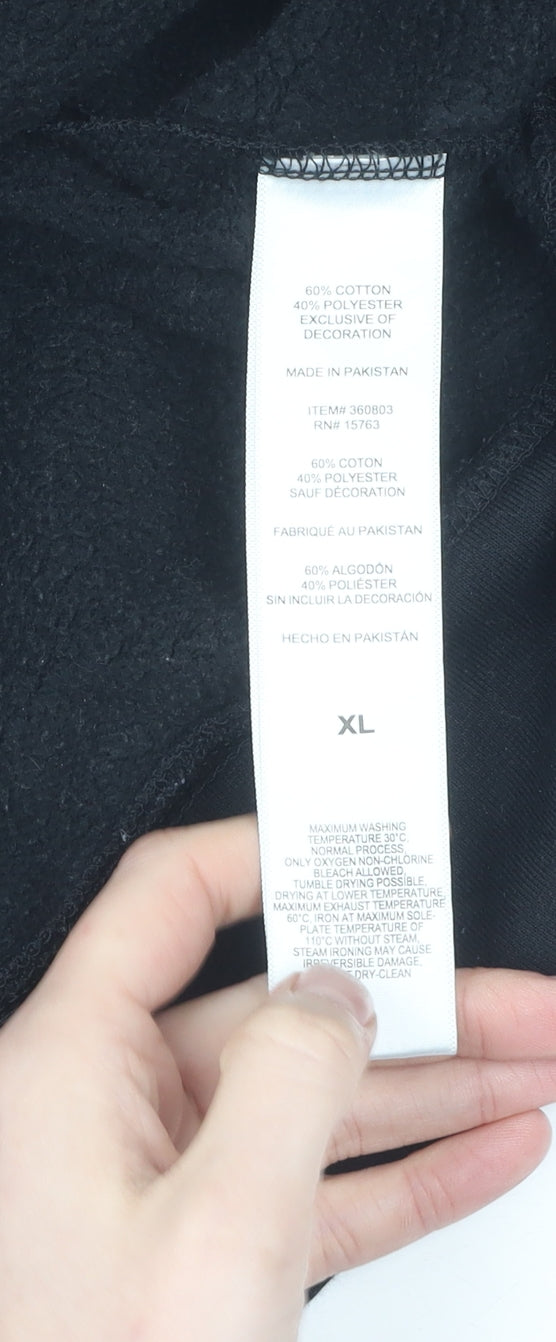 60% COTTON
40% POLYESTER
EXCLUSIVE OF
DECORATION
MADE IN PAKISTAN
ITEM# 360803
RN# 15763
60% COTON
40% POLYESTER
SAUF DÉCORATION
FABRIQUÉ AU PAKISTAN
60% ALGODÓN
40% POLIÉSTER
SIN INCLUIR LA DECORACIÓN
HECHO EN PAKISTÁN
XL
MAXIMUM WASHING
TEMPERATURE 30°C,
NORMAL PROCESS,
ONLY OXYGEN NON-CHLORINE
BLEACH ALLOWED,
TUMBLE DRYING POSSIBLE,
DRYING AT LOWER TEMPERATURE,
MAXIMUM EXHAUST TEMPERATURE
60°C, IRON AT MAXIMUM SOLE-
PLATE TEMPERATURE OF
110°C WITHOUT STEAM,
STEAM IRONING MAY CAUSE
IRREVERSIBLE DAMAGE,
DRY-CLEAN